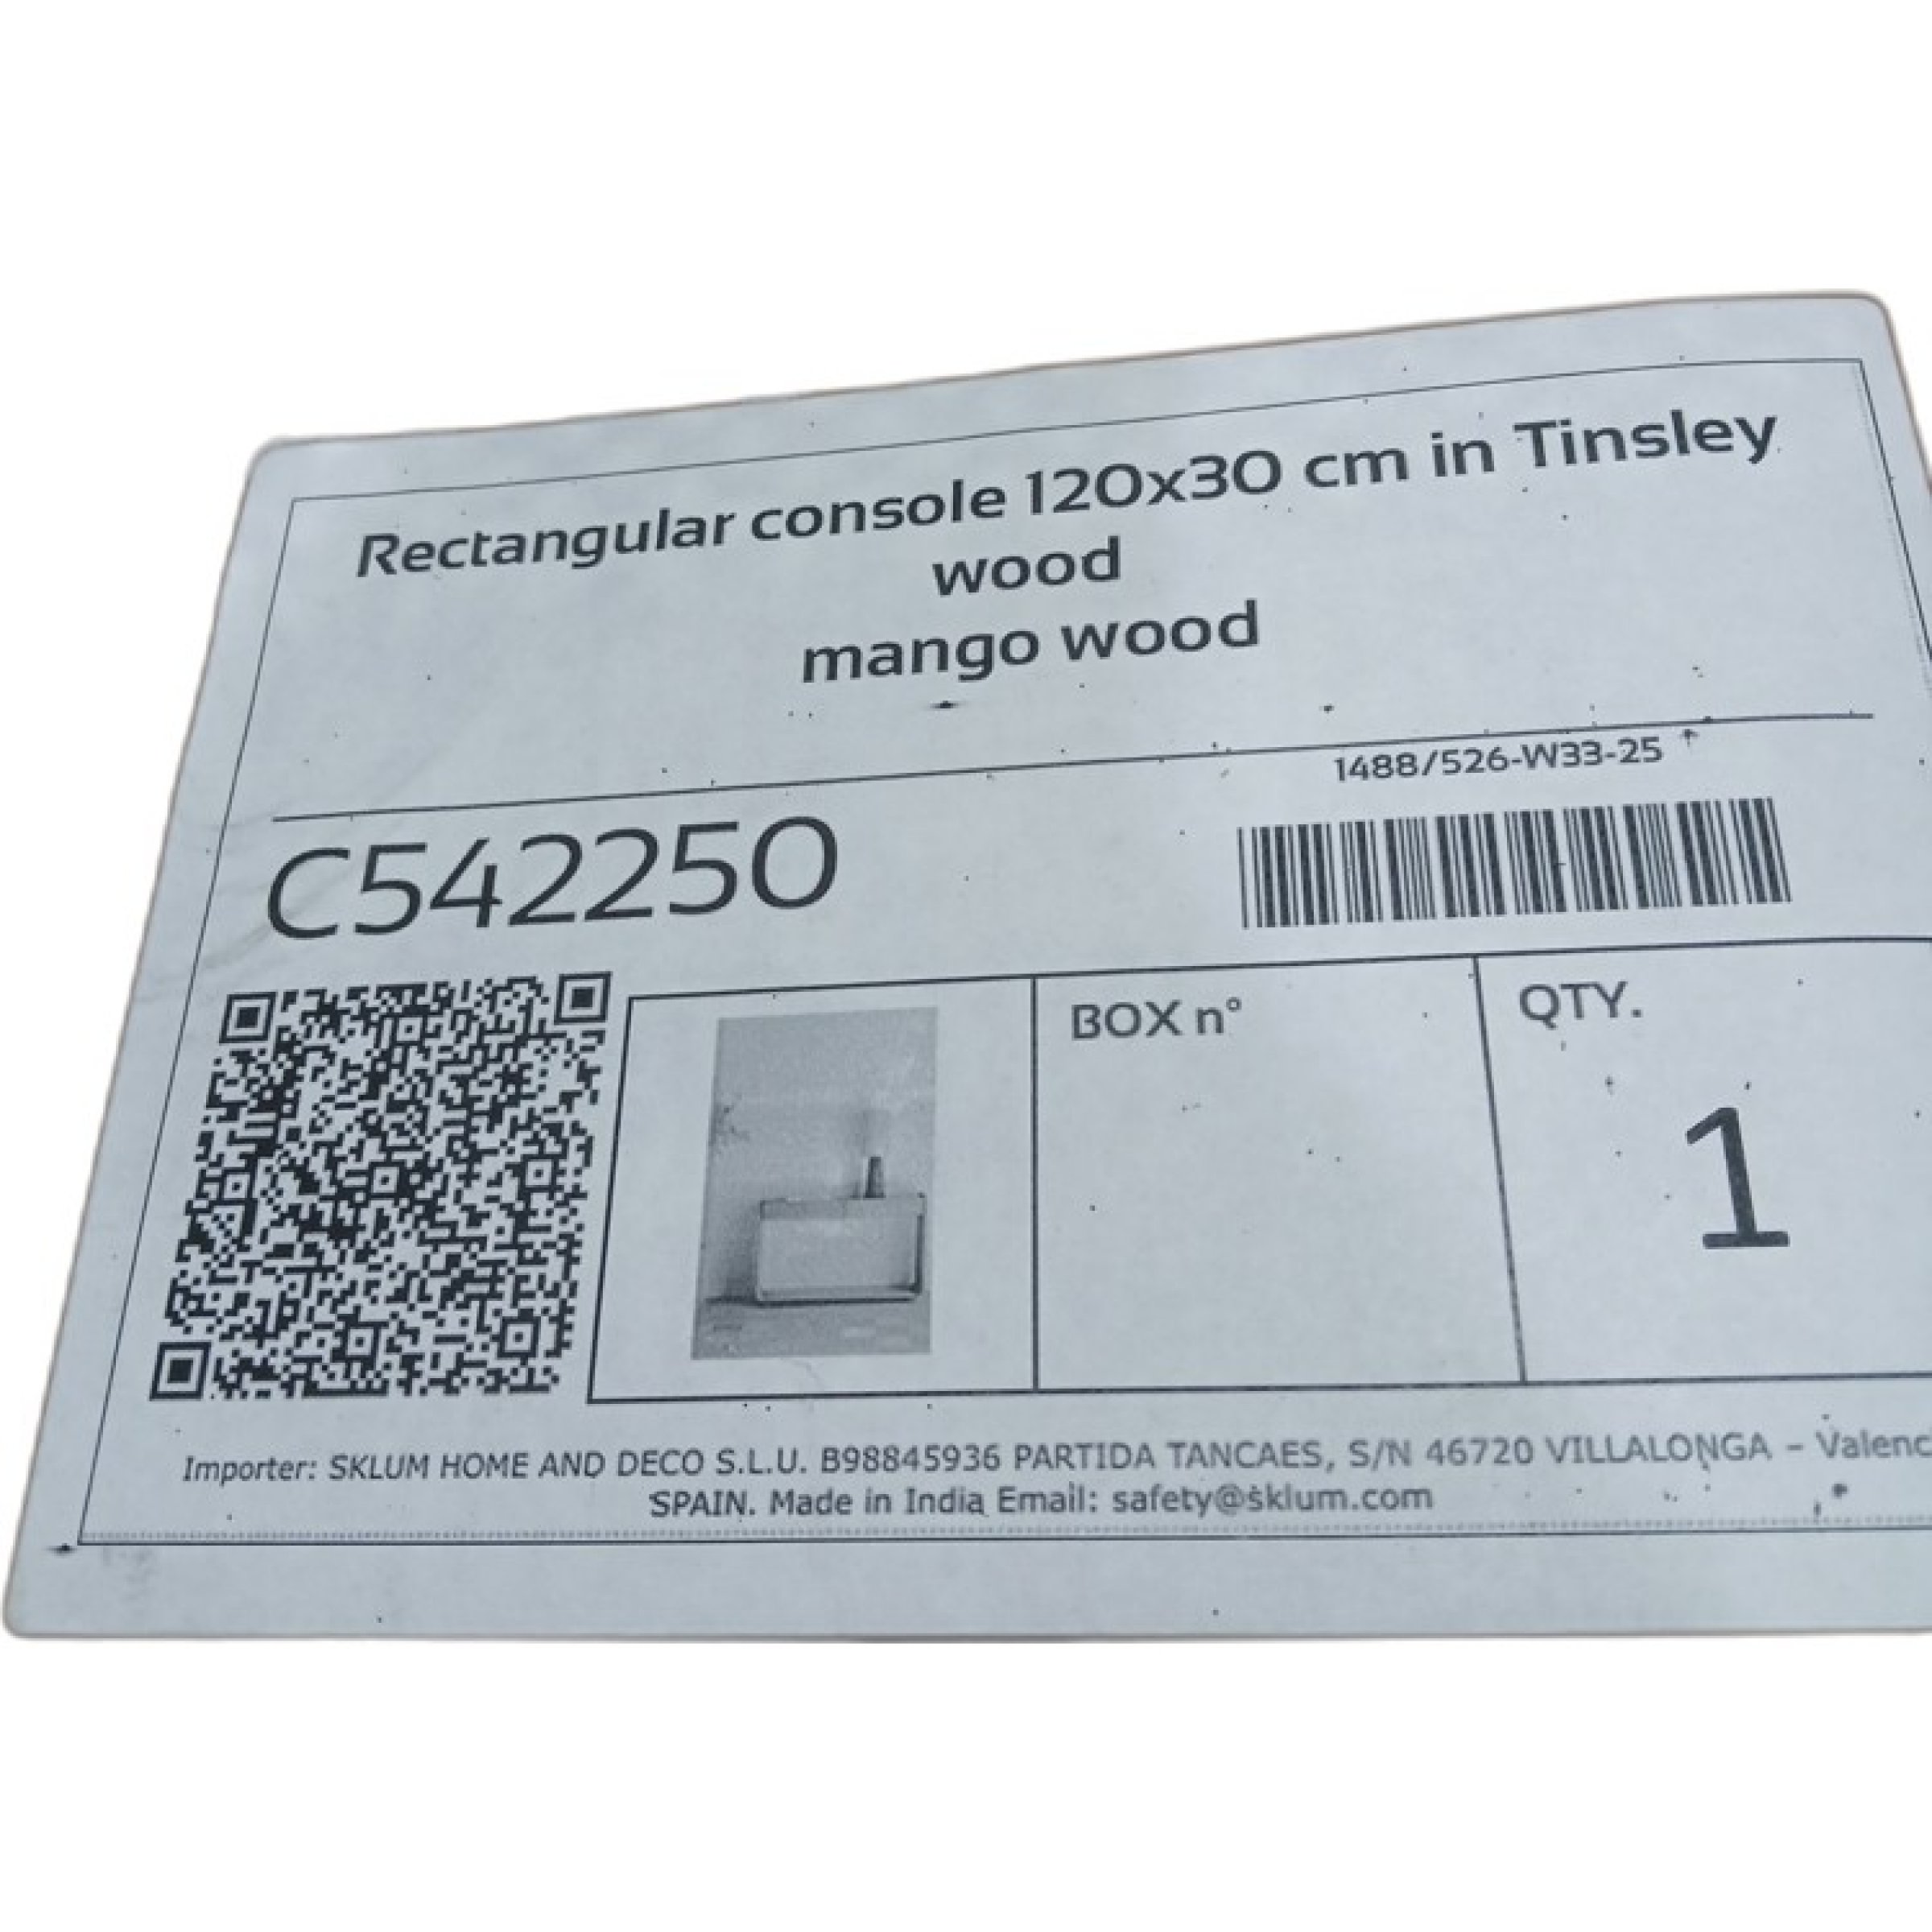 Rectangular console 120x30 cm in Tinsley
wood
mango wood
1488/526-W33-25
C542250
BOX n°
QTY.
1
Importer: SKLUM HOME AND DECO S.L.U. B98845936 PARTIDA TANCAES, S/N 46720 VILLALONGA – Valenc
SPAIN. Made in India Email: safety@sklum.com